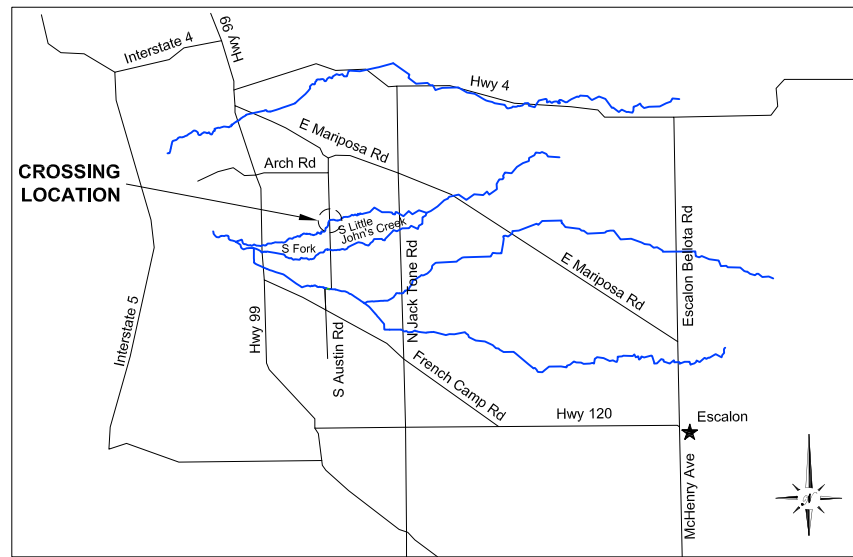 Interstate 4
Hwy 99
Hwy 4
E Mariposa Rd
Arch Rd
CROSSING
LOCATION
S Little
John's Creek
S Fork
N Jack Tone Rd
Escalon Bellota Rd
E Mariposa Rd
Interstate 5
Hwy 99
S Austin Rd
French Camp Rd
Hwy 120
Escalon
McHenry Ave
N